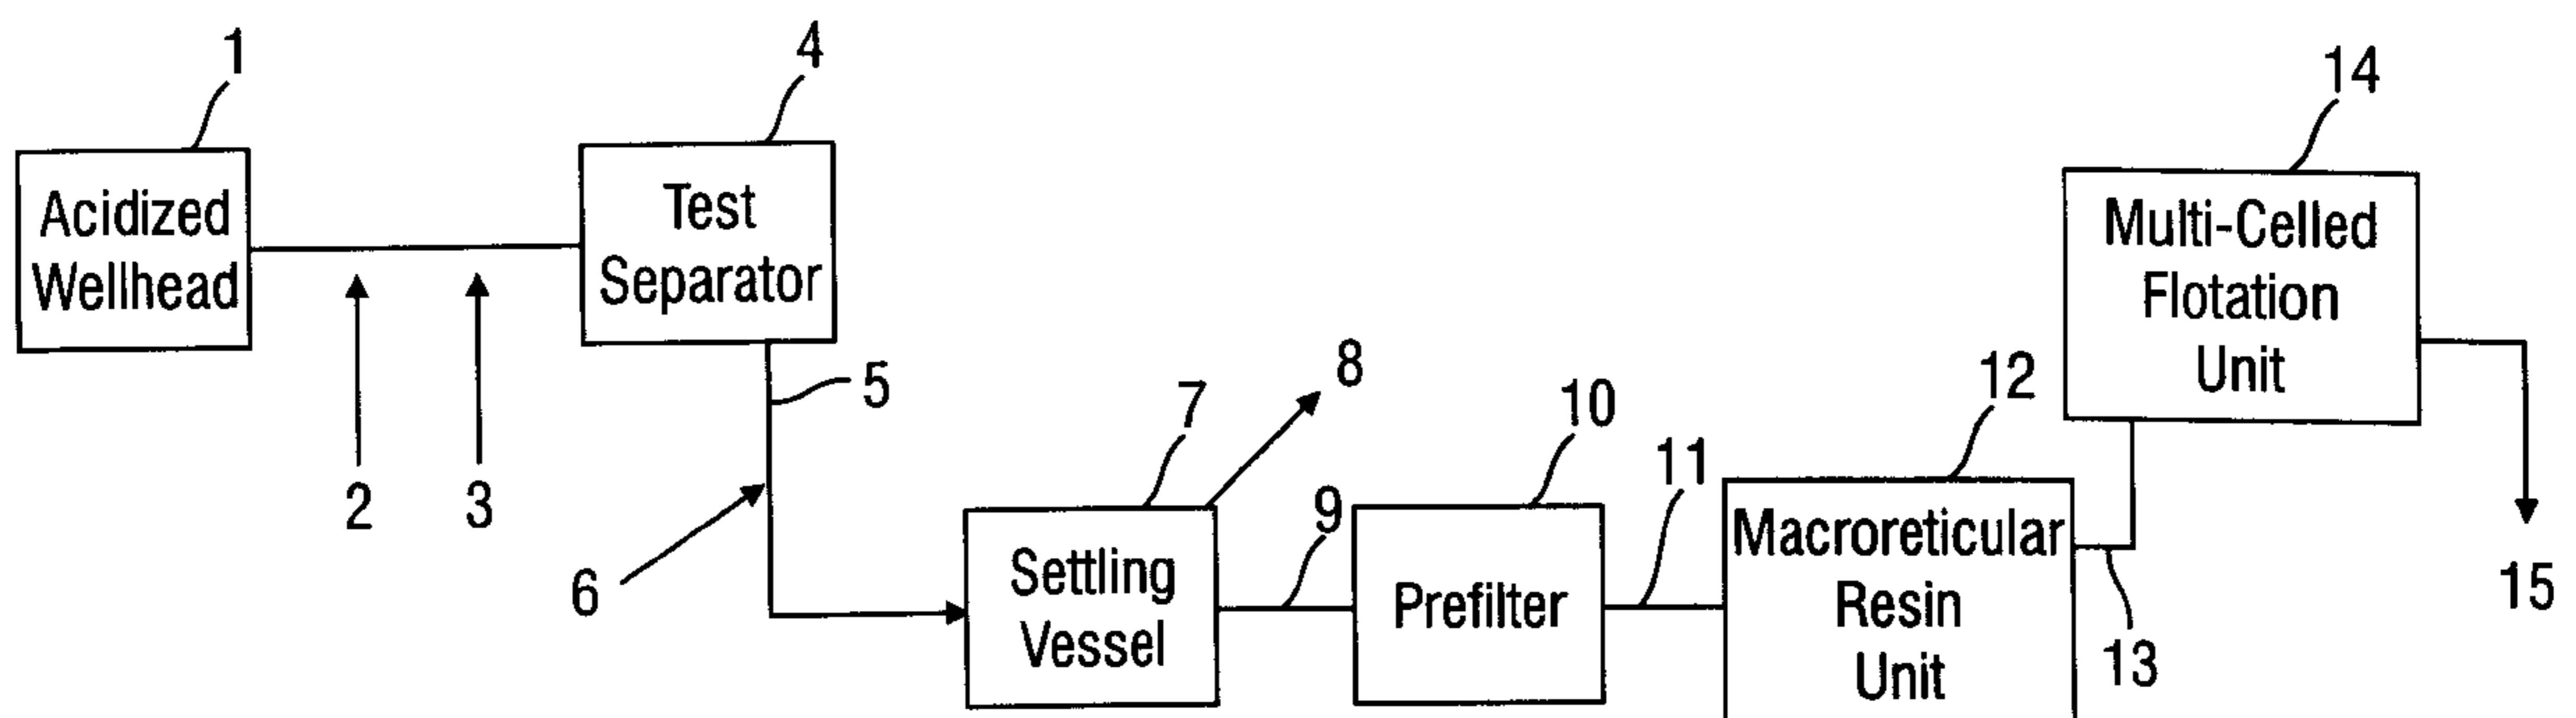 1
Acidized
Wellhead
2
3
4
Test
Separator
5
6
7
Settling
Vessel
8
9
10
Prefilter
11
12
Macroreticular
Resin
Unit
13
14
Multi-Celled
Flotation
Unit
15